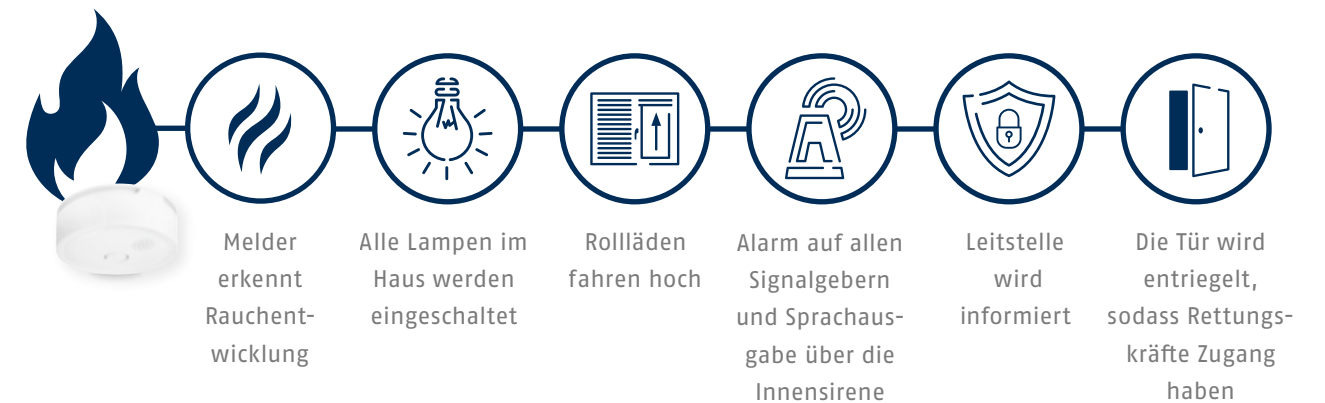 Melder
erkennt
Rauchent-
wicklung
Alle Lampen im
Haus werden
eingeschaltet
Rollläden
fahren hoch
Alarm auf allen
Signalgebern
und Sprachaus-
gabe über die
Innensirene
Leitstelle
wird
informiert
Die Tür wird
entriegelt,
sodass Rettungs-
kräfte Zugang
haben